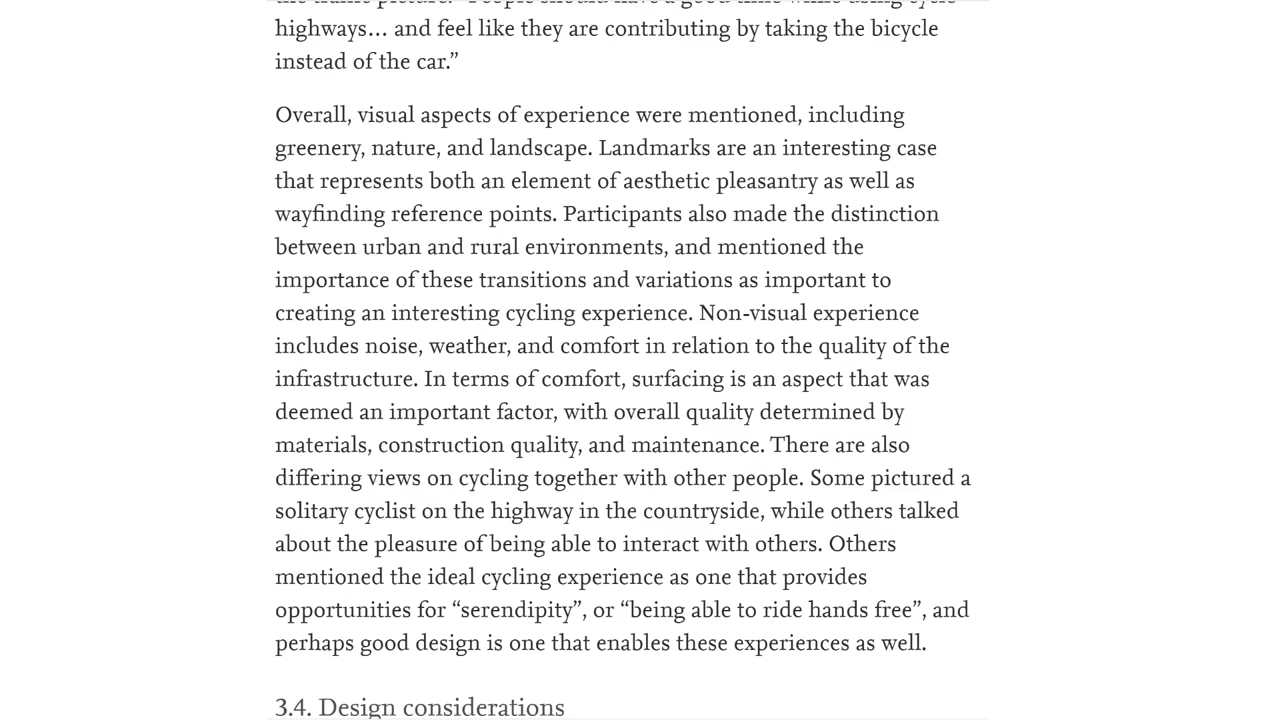 highways… and feel like they are contributing by taking the bicycle
instead of the car.”
Overall, visual aspects of experience were mentioned, including
greenery, nature, and landscape. Landmarks are an interesting case
that represents both an element of aesthetic pleasantry as well as
wayfinding reference points. Participants also made the distinction
between urban and rural environments, and mentioned the
importance of these transitions and variations as important to
creating an interesting cycling experience. Non-visual experience
includes noise, weather, and comfort in relation to the quality of the
infrastructure. In terms of comfort, surfacing is an aspect that was
deemed an important factor, with overall quality determined by
materials, construction quality, and maintenance. There are also
differing views on cycling together with other people. Some pictured a
solitary cyclist on the highway in the countryside, while others talked
about the pleasure of being able to interact with others. Others
mentioned the ideal cycling experience as one that provides
opportunities for “serendipity”, or “being able to ride hands free”, and
perhaps good design is one that enables these experiences as well.
3.4. Design considerations